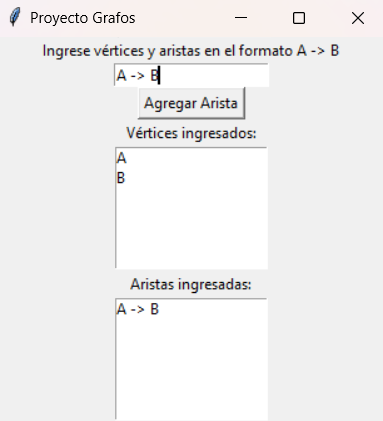 Proyecto Grafos
Ingrese vértices y aristas en el formato A -> B
A -> B
Agregar Arista
Vértices ingresados:
A
B
Aristas ingresadas:
A -> B